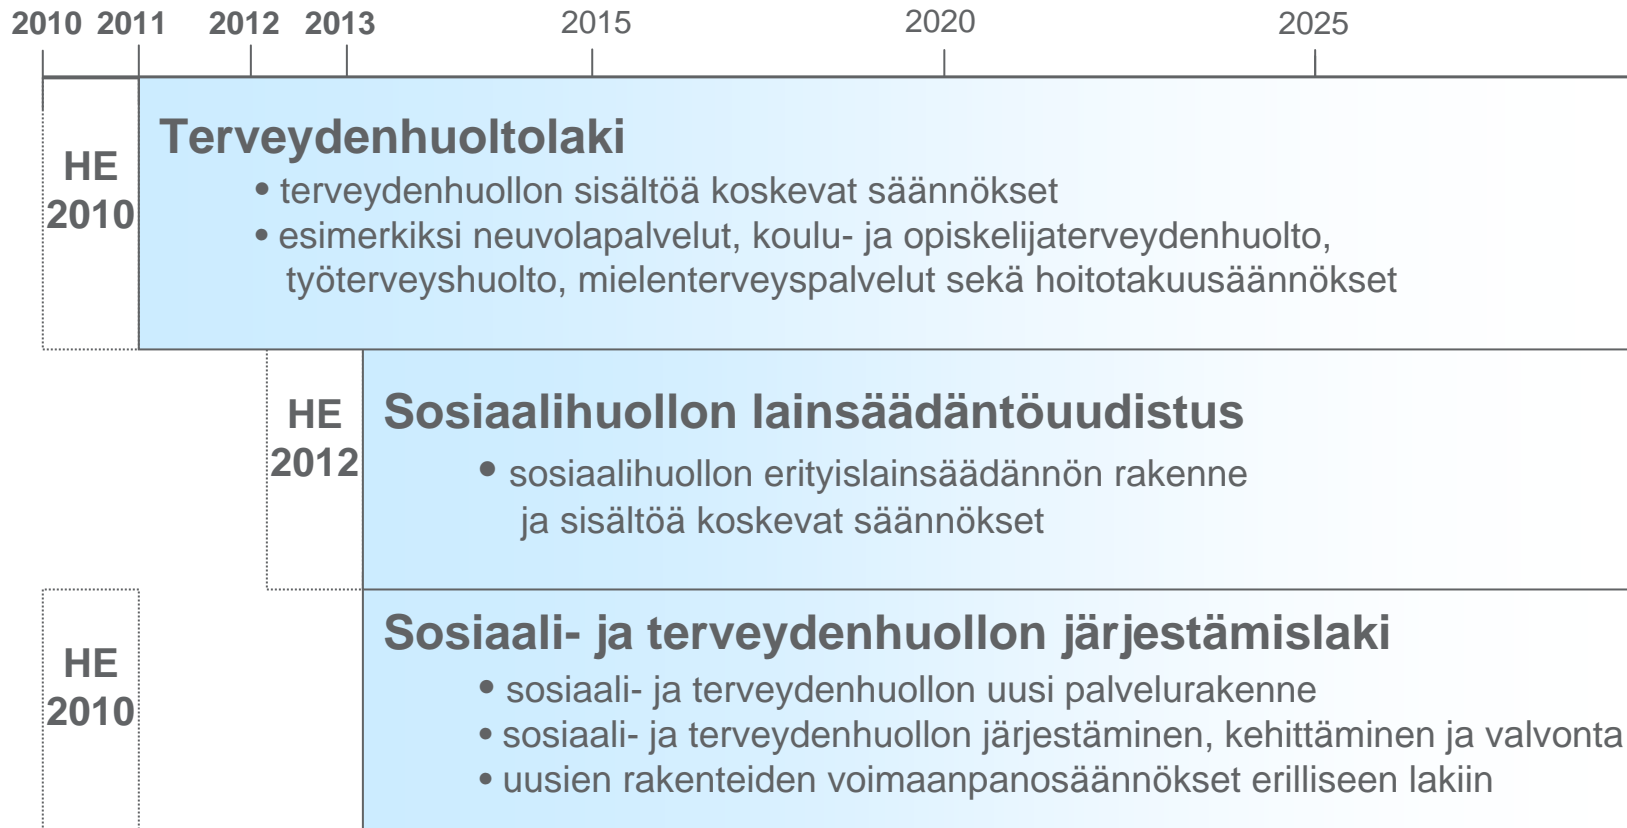 2010 2011 2012 2013 2015 2020 2025
HE
2010
Terveydenhuoltolaki
• terveydenhuollon sisältöä koskevat säännökset
• esimerkiksi neuvolapalvelut, koulu- ja opiskelijaterveydenhuolto,
työterveyshuolto, mielenterveyspalvelut sekä hoitotakuusäännökset
HE
2012
Sosiaalihuollon lainsäädäntöuudistus
• sosiaalihuollon erityislainsäädännön rakenne
ja sisältöä koskevat säännökset
HE
2010
Sosiaali- ja terveydenhuollon järjestämislaki
• sosiaali- ja terveydenhuollon uusi palvelurakenne
• sosiaali- ja terveydenhuollon järjestäminen, kehittäminen ja valvonta
• uusien rakenteiden voimaanpanosäännökset erilliseen lakiin